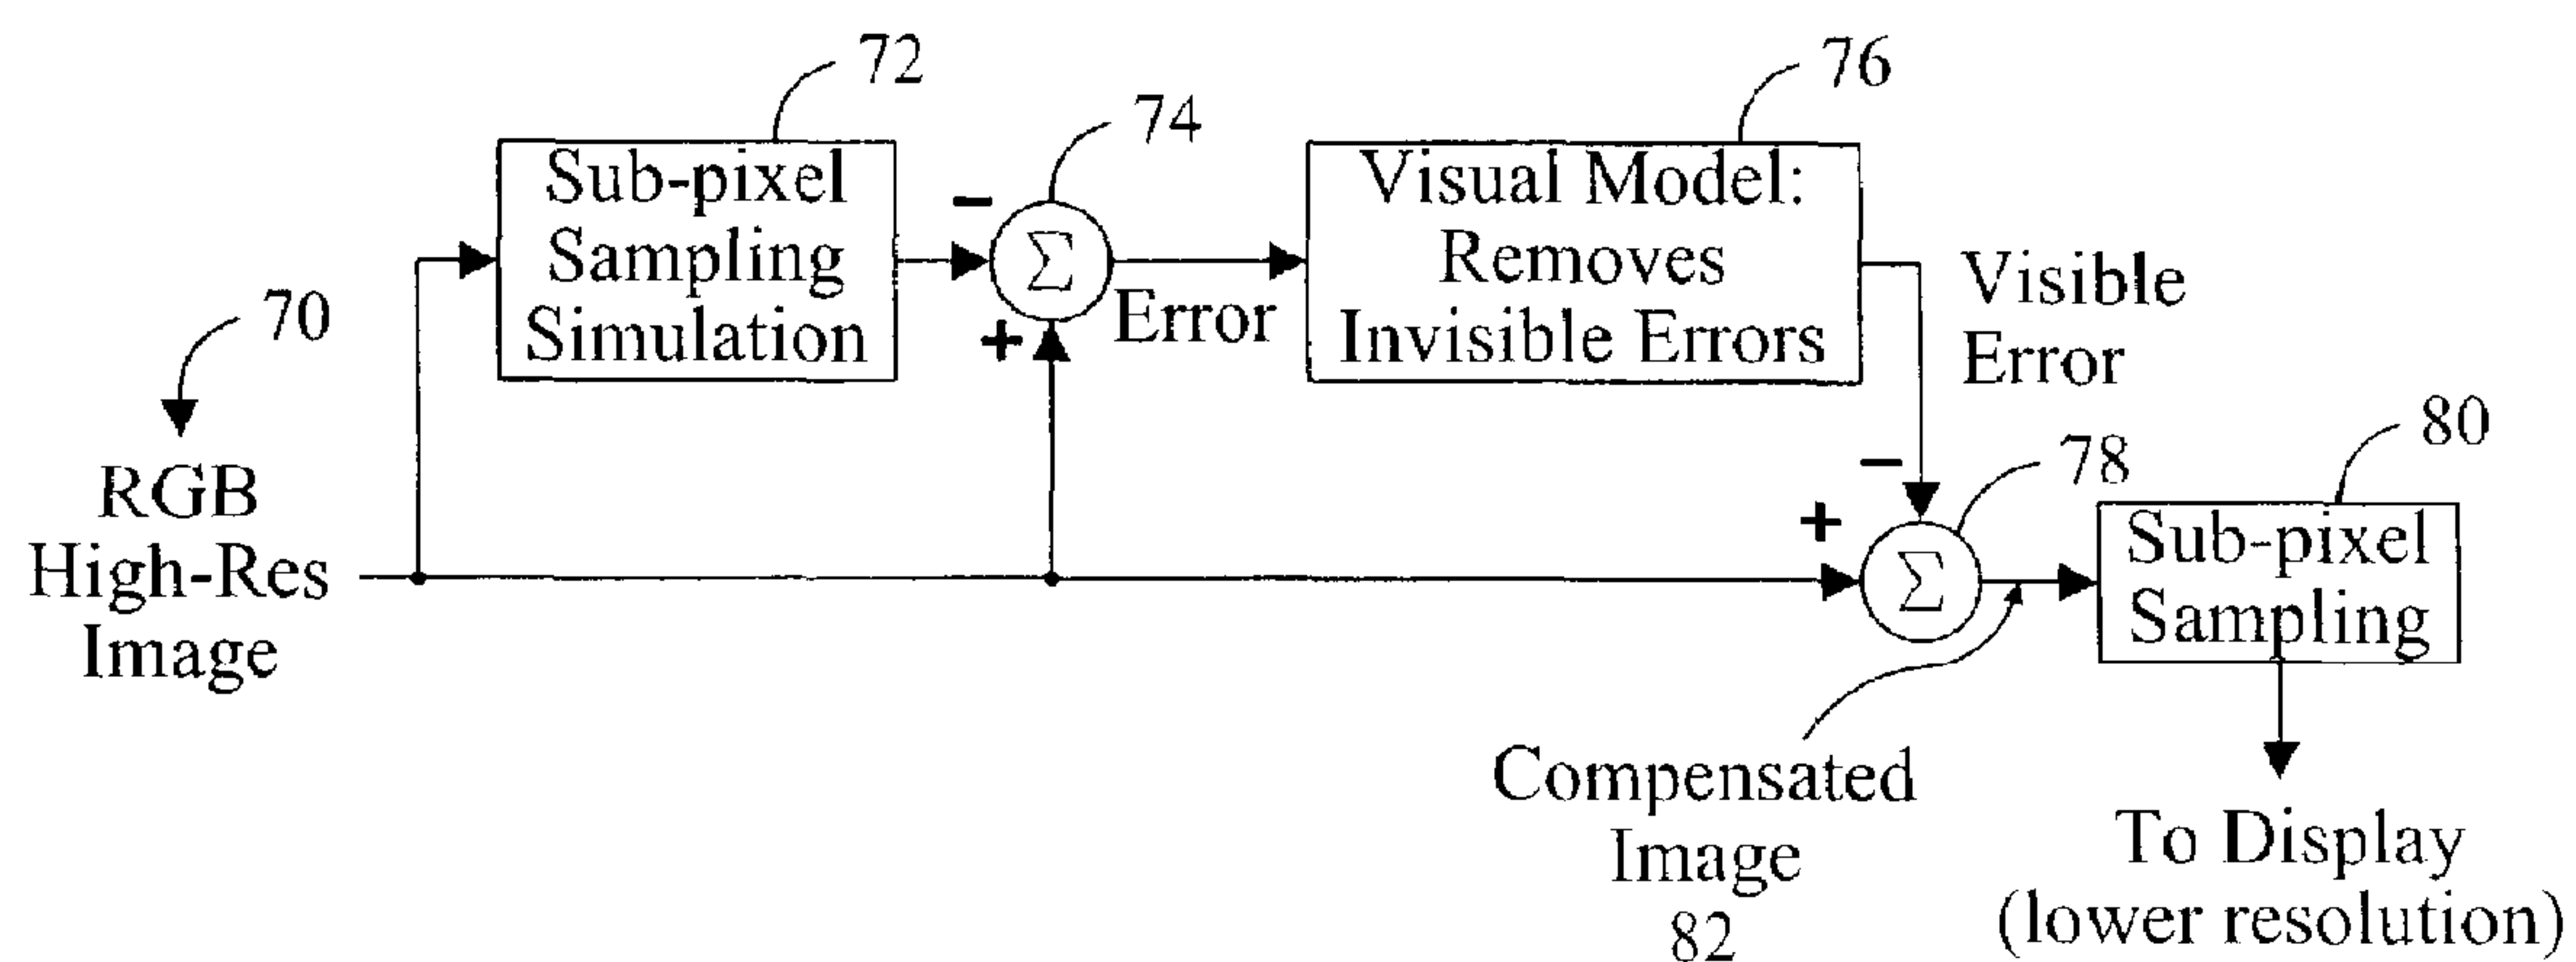 70
RGB
High-Res
Image
72
Sub-pixel
Sampling
Simulation
74
−
Σ
+
Error
76
Visual Model:
Removes
Invisible Errors
Visible
Error
78
−
+
Σ
80
Sub-pixel
Sampling
Compensated
Image
82
To Display
(lower resolution)